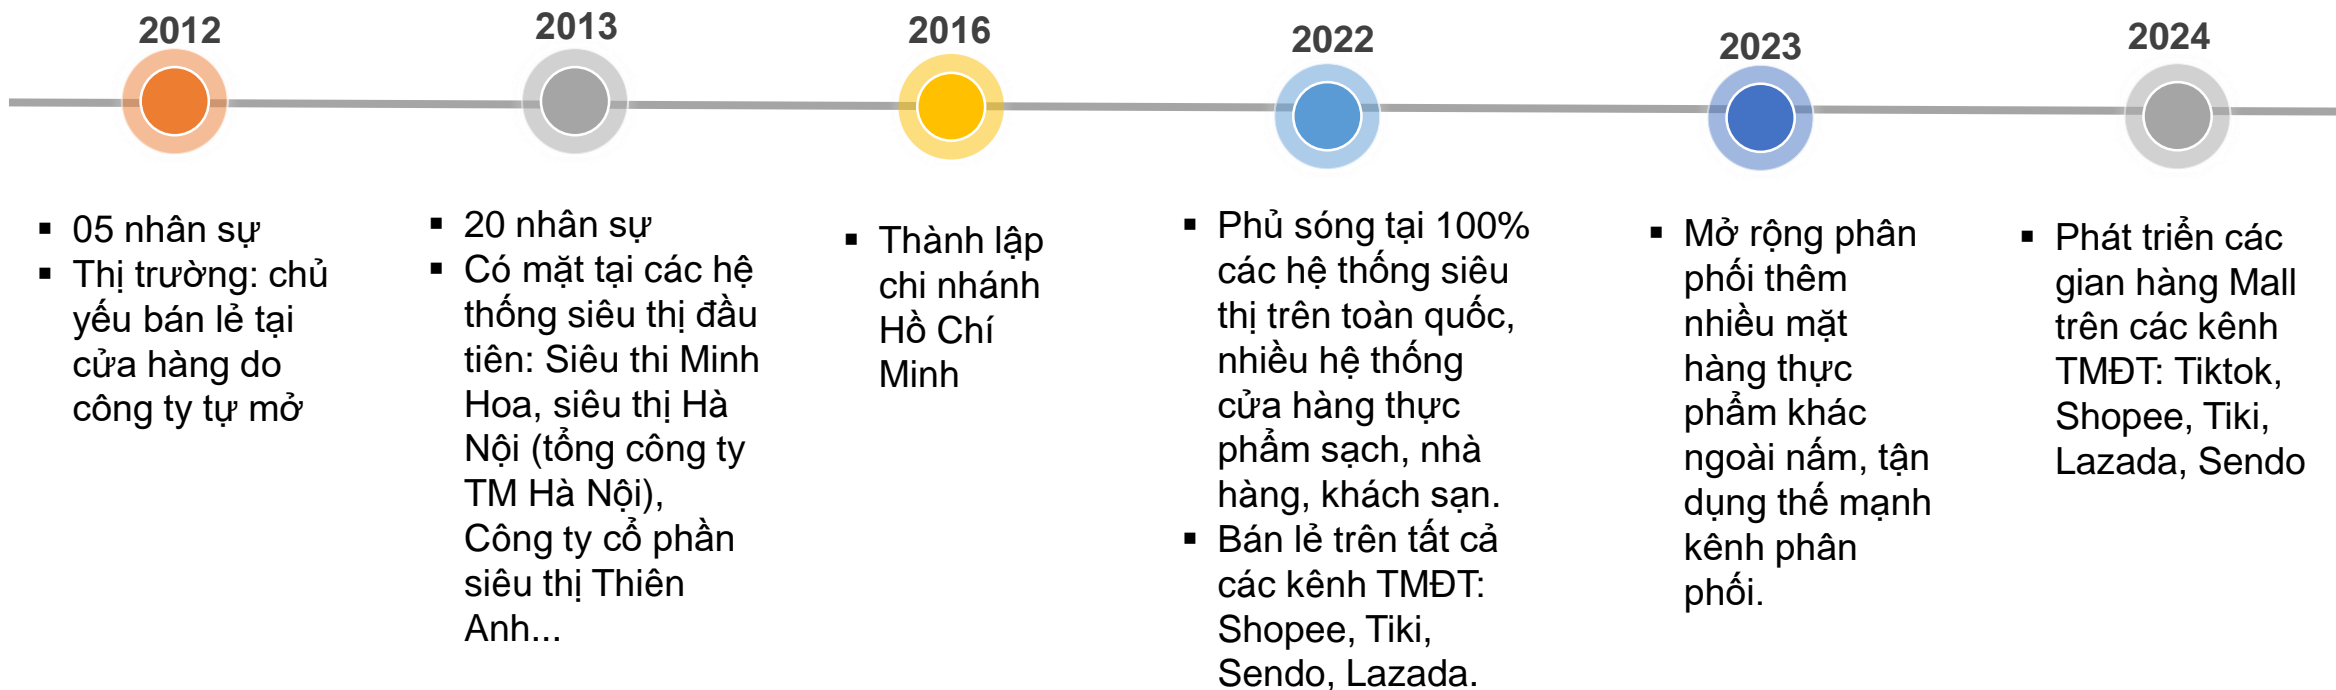 2012
▪ 05 nhân sự
▪ Thị trường: chủ
yếu bán lẻ tại
cửa hàng do
công ty tự mở
2013
▪ 20 nhân sự
▪ Có mặt tại các hệ
thống siêu thị đầu
tiên: Siêu thi Minh
Hoa, siêu thị Hà
Nội (tổng công ty
TM Hà Nội),
Công ty cổ phần
siêu thị Thiên
Anh...
2016
▪ Thành lập
chi nhánh
Hồ Chí
Minh
2022
▪ Phủ sóng tại 100%
các hệ thống siêu
thị trên toàn quốc,
nhiều hệ thống
cửa hàng thực
phẩm sạch, nhà
hàng, khách sạn.
▪ Bán lẻ trên tất cả
các kênh TMĐT:
Shopee, Tiki,
Sendo, Lazada.
2023
▪ Mở rộng phân
phối thêm
nhiều mặt
hàng thực
phẩm khác
ngoài nấm, tận
dụng thế mạnh
kênh phân
phối.
2024
▪ Phát triển các
gian hàng Mall
trên các kênh
TMĐT: Tiktok,
Shopee, Tiki,
Lazada, Sendo